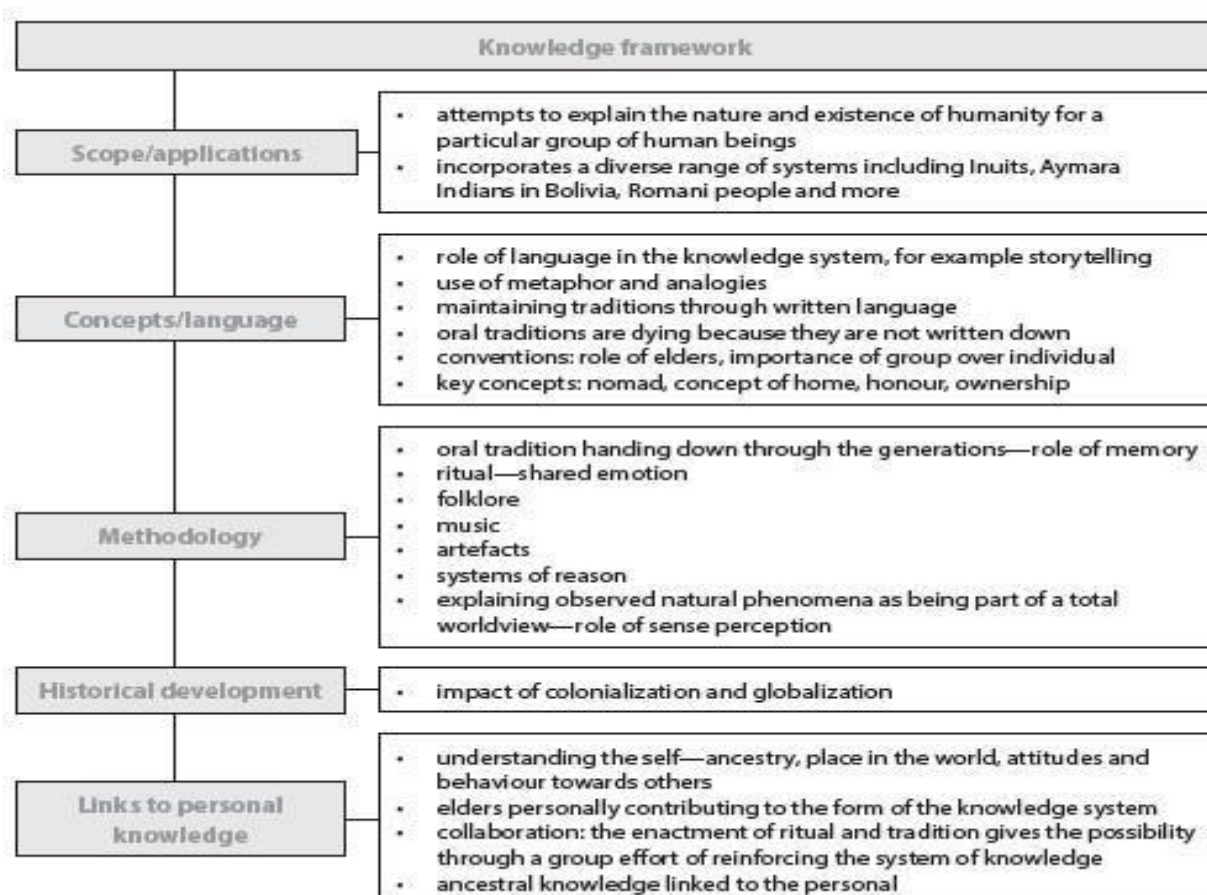 Knowledge framework
Scope/applications
• attempts to explain the nature and existence of humanity for a
particular group of human beings
• incorporates a diverse range of systems including Inuits, Aymara
Indians in Bolivia, Romani people and more
Concepts/language
• role of language in the knowledge system, for example storytelling
• use of metaphor and analogies
• maintaining traditions through written language
• oral traditions are dying because they are not written down
• conventions: role of elders, importance of group over individual
• key concepts: nomad, concept of home, honour, ownership
Methodology
• oral tradition handing down through the generations—role of memory
• ritual—shared emotion
• folklore
• music
• artefacts
• systems of reason
• explaining observed natural phenomena as being part of a total
worldview—role of sense perception
Historical development
• impact of colonialization and globalization
Links to personal
knowledge
• understanding the self—ancestry, place in the world, attitudes and
behaviour towards others
• elders personally contributing to the form of the knowledge system
• collaboration: the enactment of ritual and tradition gives the possibility
through a group effort of reinforcing the system of knowledge
• ancestral knowledge linked to the personal